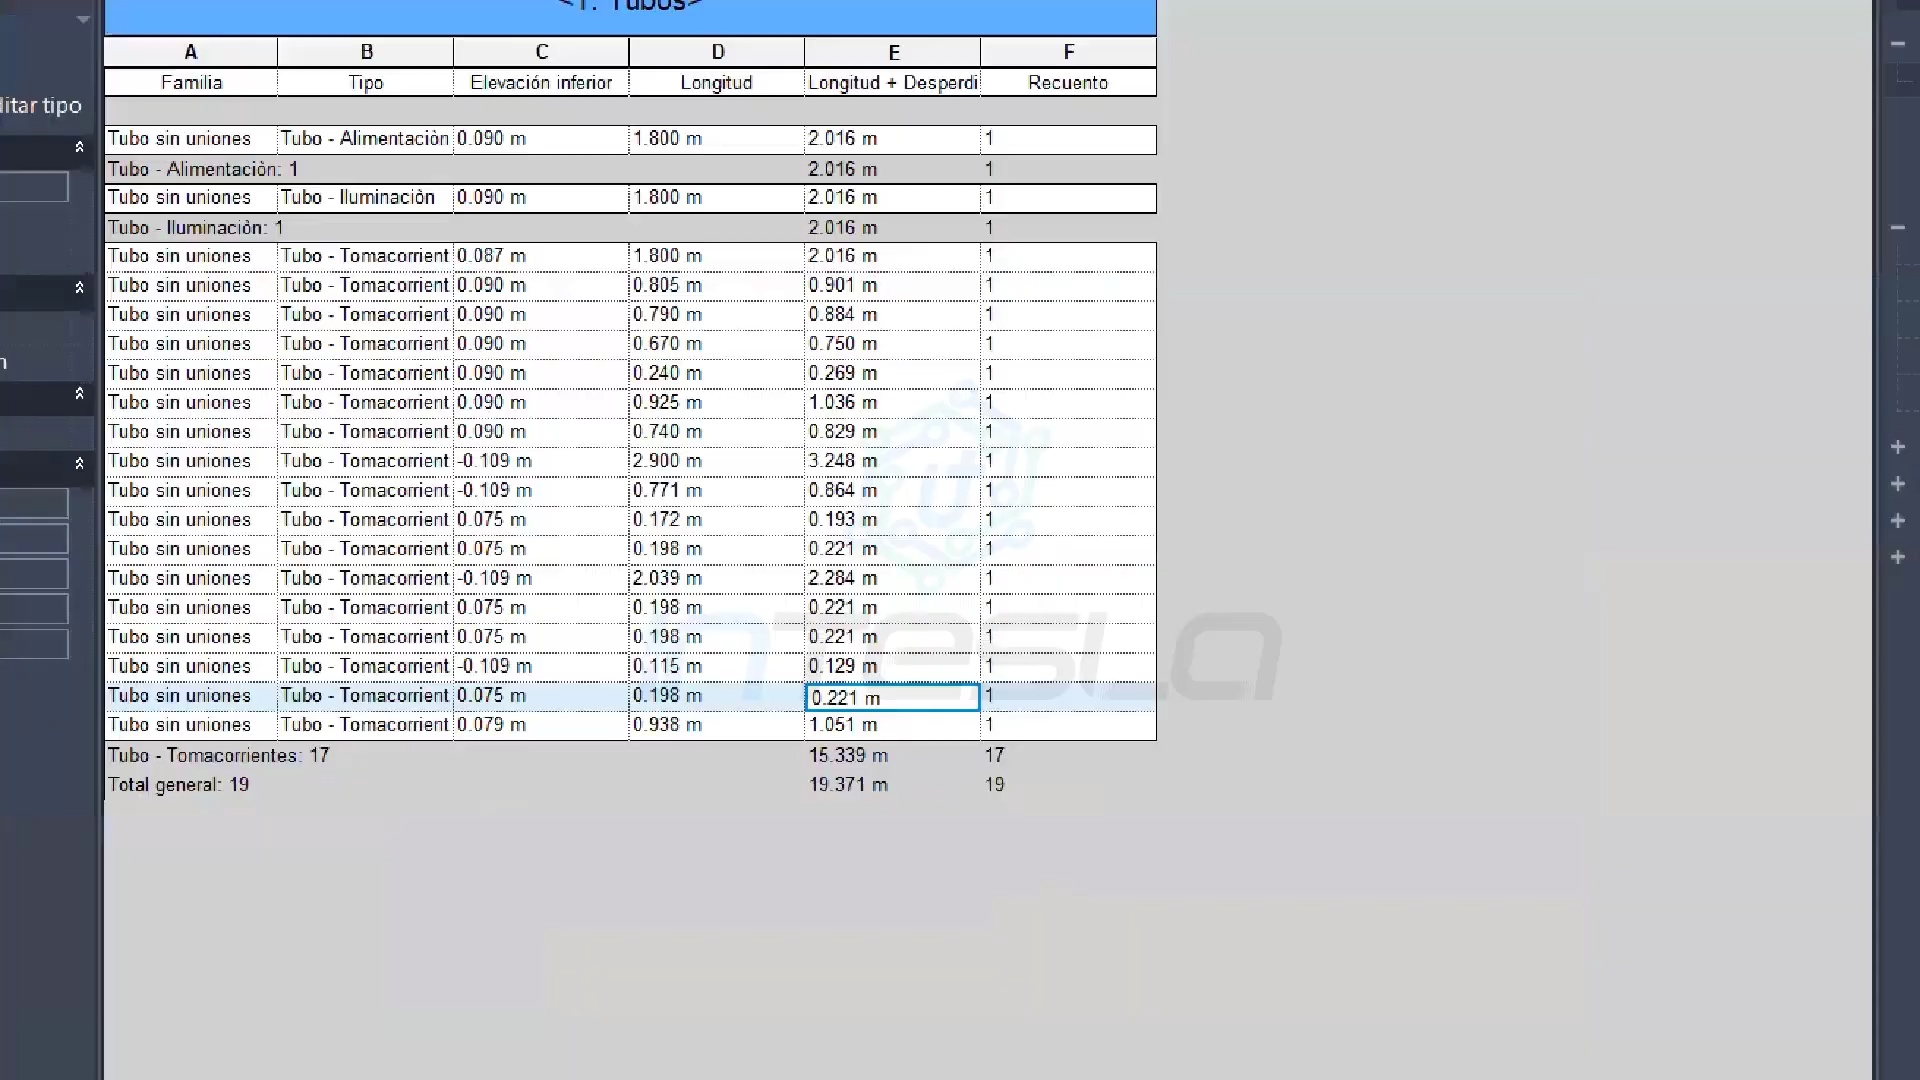 <1. Tubos>
A B C D E F
Familia Tipo Elevación inferior Longitud Longitud + Desperdi Recuento
Tubo sin uniones Tubo - Alimentación 0.090 m 1.800 m 2.016 m 1
Tubo - Alimentación: 1 2.016 m 1
Tubo sin uniones Tubo - Iluminación 0.090 m 1.800 m 2.016 m 1
Tubo - Iluminación: 1 2.016 m 1
Tubo sin uniones Tubo - Tomacorrient 0.087 m 1.800 m 2.016 m 1
Tubo sin uniones Tubo - Tomacorrient 0.090 m 0.805 m 0.901 m 1
Tubo sin uniones Tubo - Tomacorrient 0.090 m 0.790 m 0.884 m 1
Tubo sin uniones Tubo - Tomacorrient 0.090 m 0.670 m 0.750 m 1
Tubo sin uniones Tubo - Tomacorrient 0.090 m 0.240 m 0.269 m 1
Tubo sin uniones Tubo - Tomacorrient 0.090 m 0.925 m 1.036 m 1
Tubo sin uniones Tubo - Tomacorrient 0.090 m 0.740 m 0.829 m 1
Tubo sin uniones Tubo - Tomacorrient -0.109 m 2.900 m 3.248 m 1
Tubo sin uniones Tubo - Tomacorrient -0.109 m 0.771 m 0.864 m 1
Tubo sin uniones Tubo - Tomacorrient 0.075 m 0.172 m 0.193 m 1
Tubo sin uniones Tubo - Tomacorrient 0.075 m 0.198 m 0.221 m 1
Tubo sin uniones Tubo - Tomacorrient -0.109 m 2.039 m 2.284 m 1
Tubo sin uniones Tubo - Tomacorrient 0.075 m 0.198 m 0.221 m 1
Tubo sin uniones Tubo - Tomacorrient 0.075 m 0.198 m 0.221 m 1
Tubo sin uniones Tubo - Tomacorrient -0.109 m 0.115 m 0.129 m 1
Tubo sin uniones Tubo - Tomacorrient 0.075 m 0.198 m 0.221 m 1
Tubo sin uniones Tubo - Tomacorrient 0.079 m 0.938 m 1.051 m 1
Tubo - Tomacorrientes: 17 15.339 m 17
Total general: 19 19.371 m 19
ditar tipo
n
inTESLA